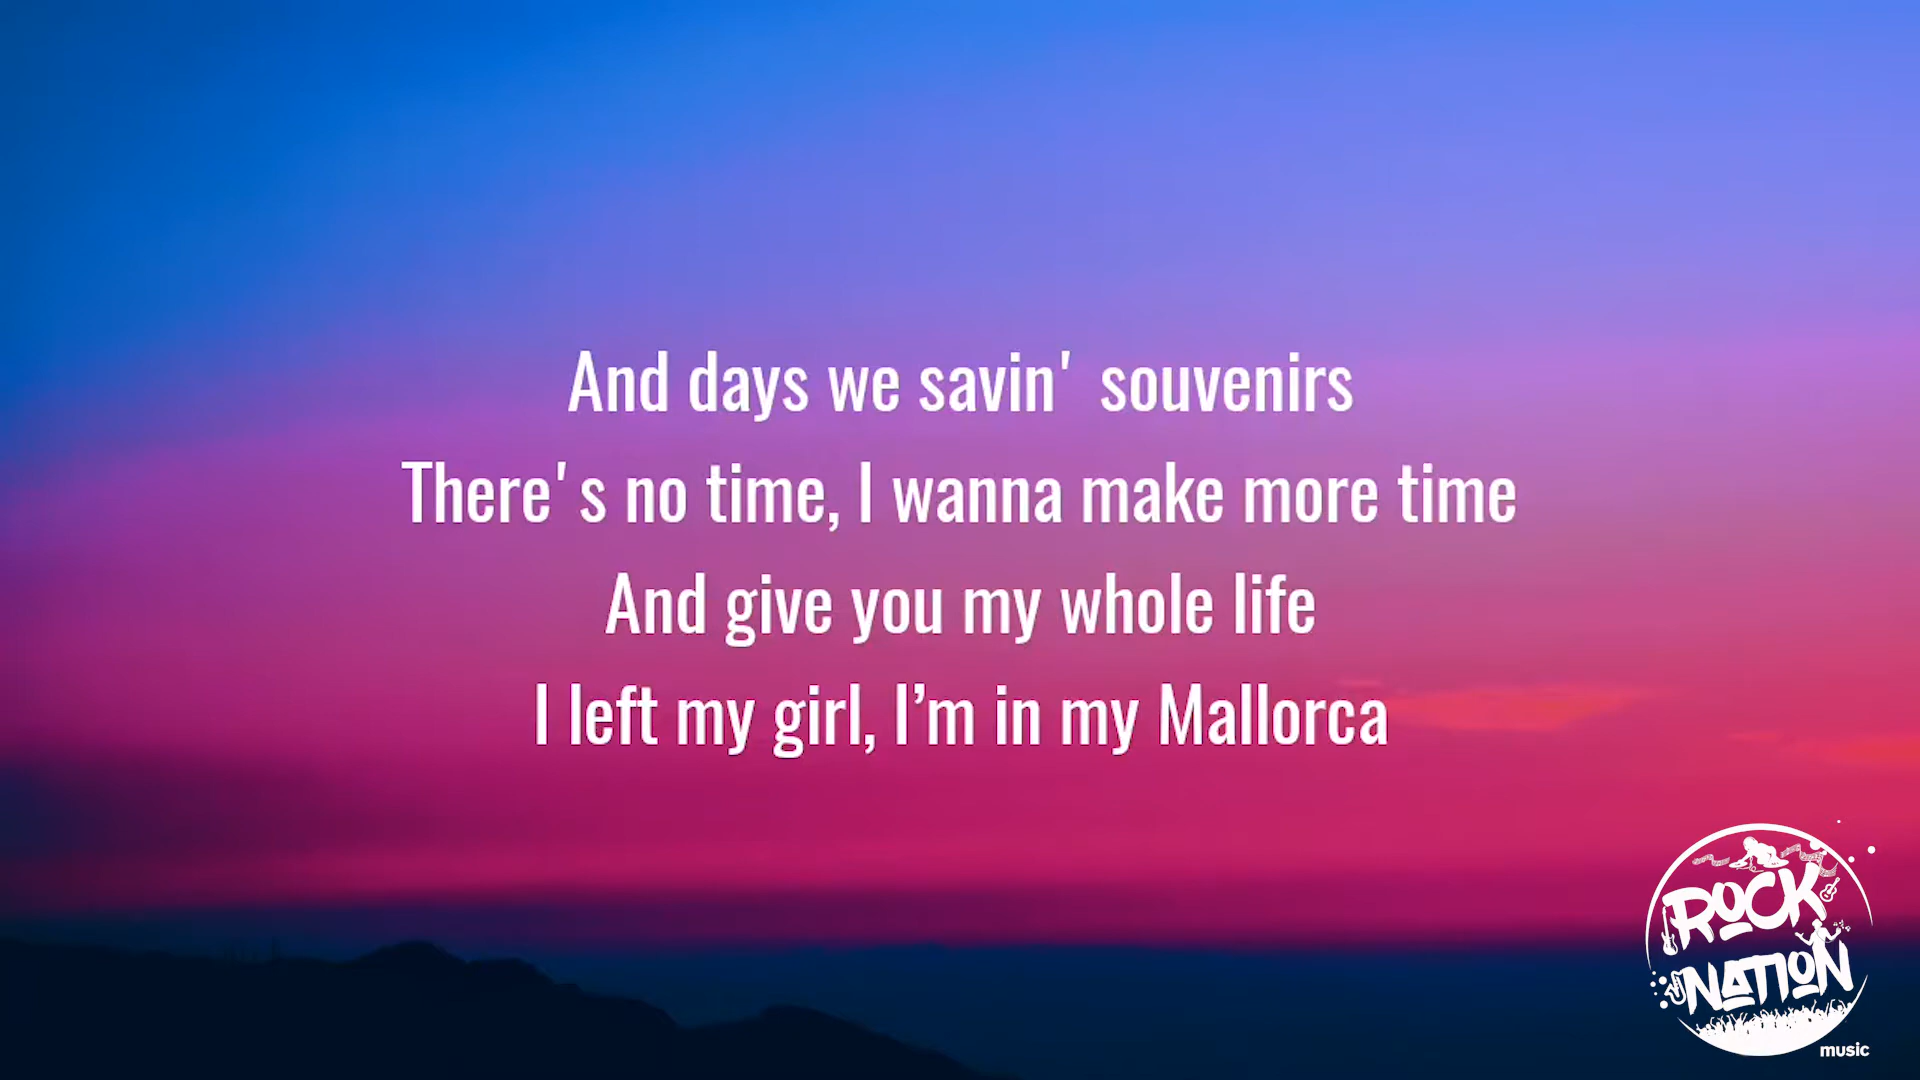 And days we savin' souvenirs
There's no time, I wanna make more time
And give you my whole life
I left my girl, I’m in my Mallorca
ROCK
NATION
music